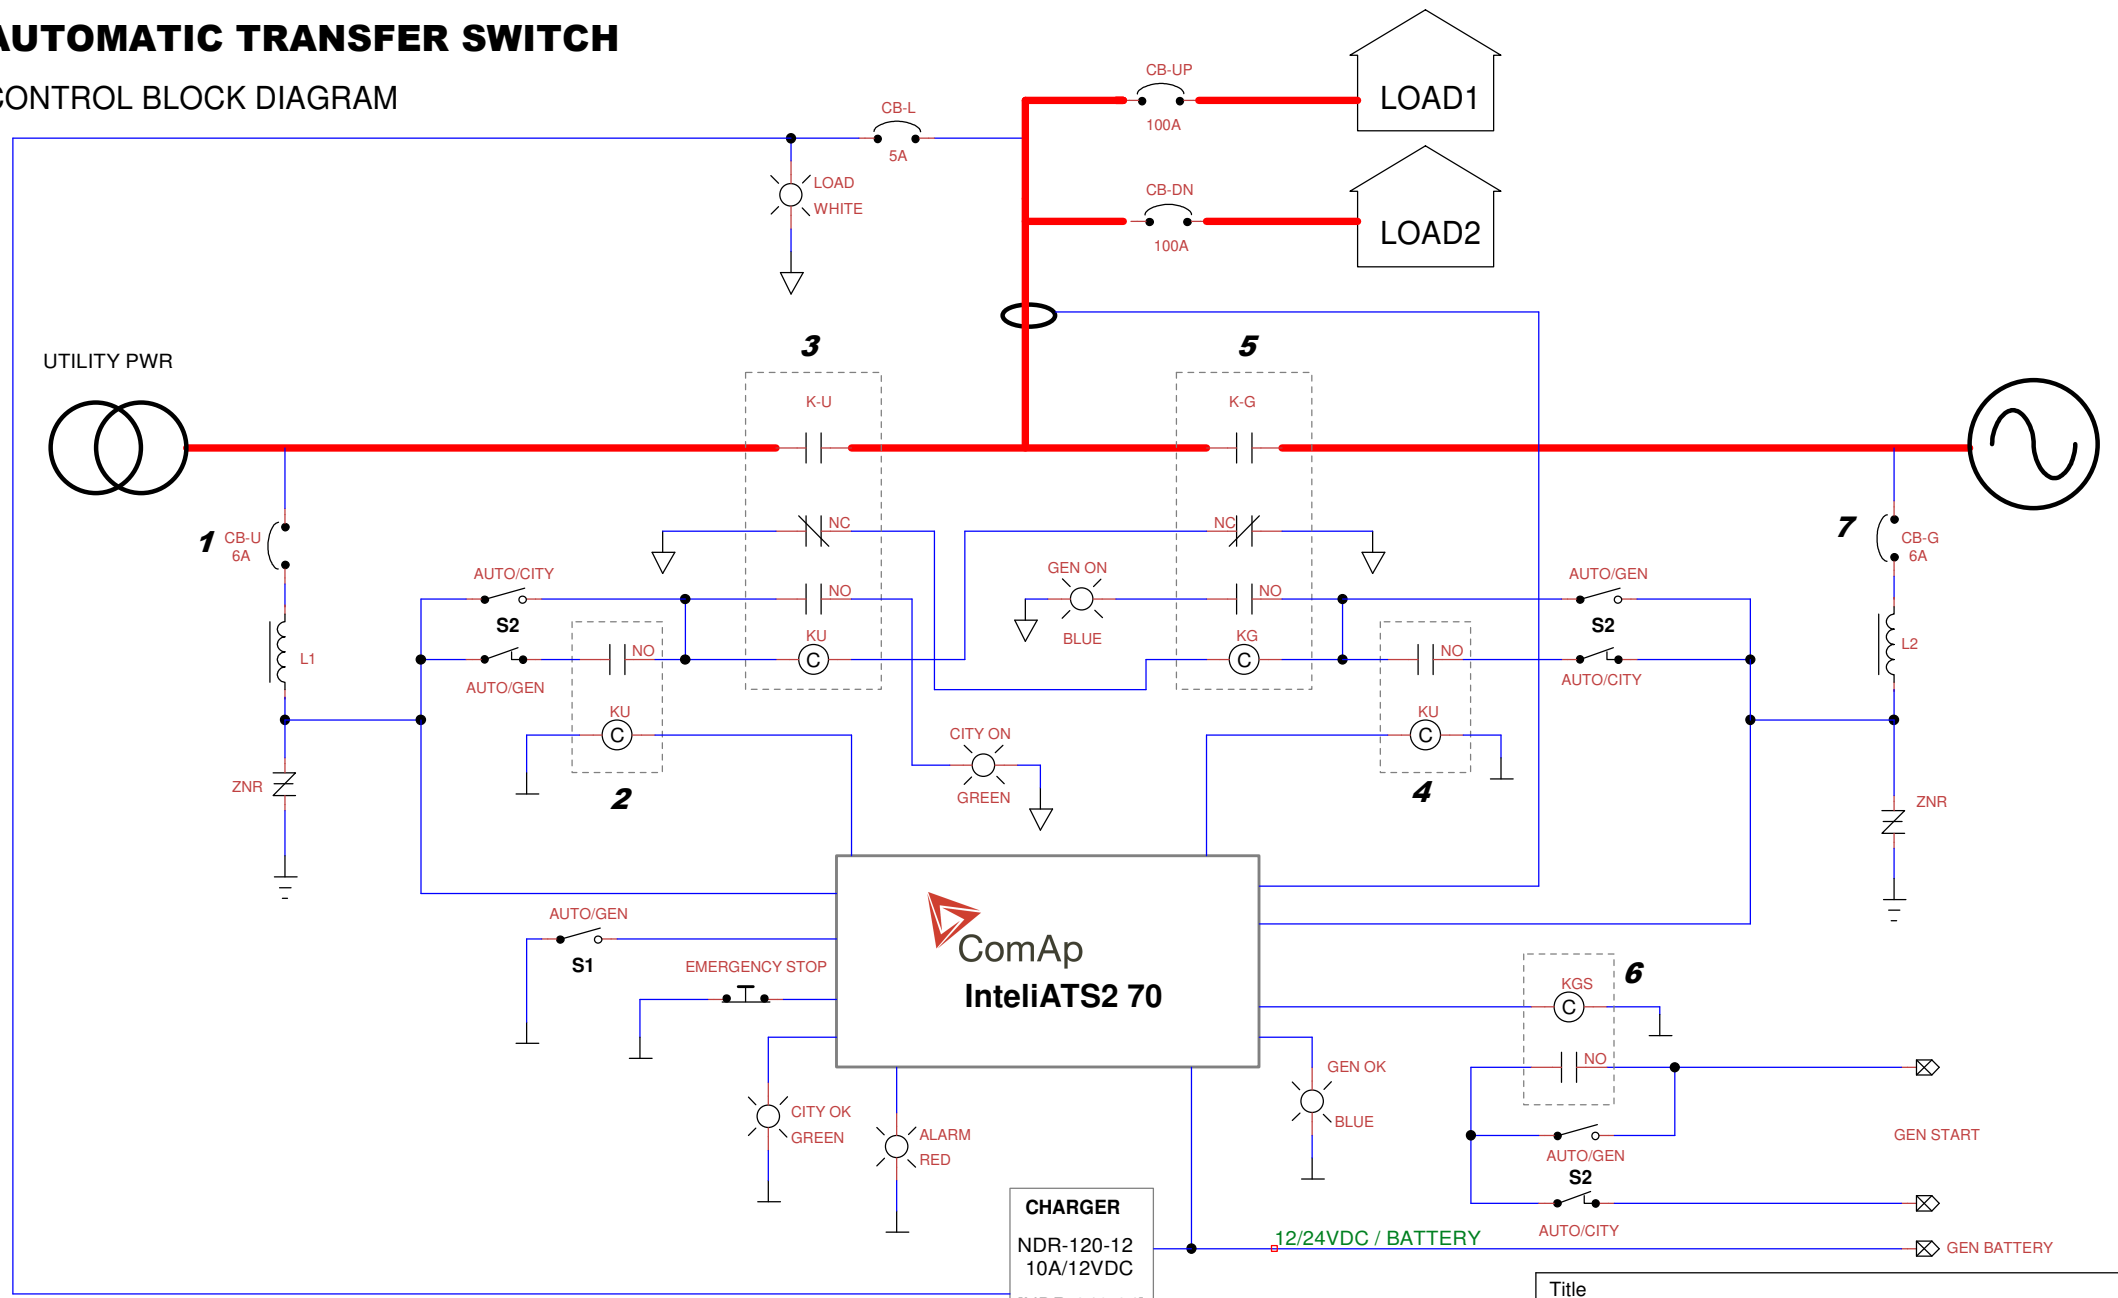 AUTOMATIC TRANSFER SWITCH
CONTROL BLOCK DIAGRAM
CB-UP
100A
LOAD1
CB-L
5A
LOAD
WHITE
CB-DN
100A
LOAD2
UTILITY PWR
3
5
K-U
K-G
1
CB-U
6A
NC
NC
7
CB-G
6A
AUTO/CITY
S2
AUTO/GEN
NO
KU
NO
GEN ON
BLUE
NO
KG
NO
AUTO/GEN
S2
AUTO/CITY
L1
L2
KU
2
KU
4
CITY ON
GREEN
ZNR
ZNR
AUTO/GEN
S1
EMERGENCY STOP
ComAp
InteliATS2 70
6
KGS
NO
CITY OK
GREEN
ALARM
RED
GEN OK
BLUE
AUTO/GEN
S2
AUTO/CITY
GEN START
CHARGER
NDR-120-12
10A/12VDC
12/24VDC / BATTERY
GEN BATTERY
Title
C
C
C
C
C